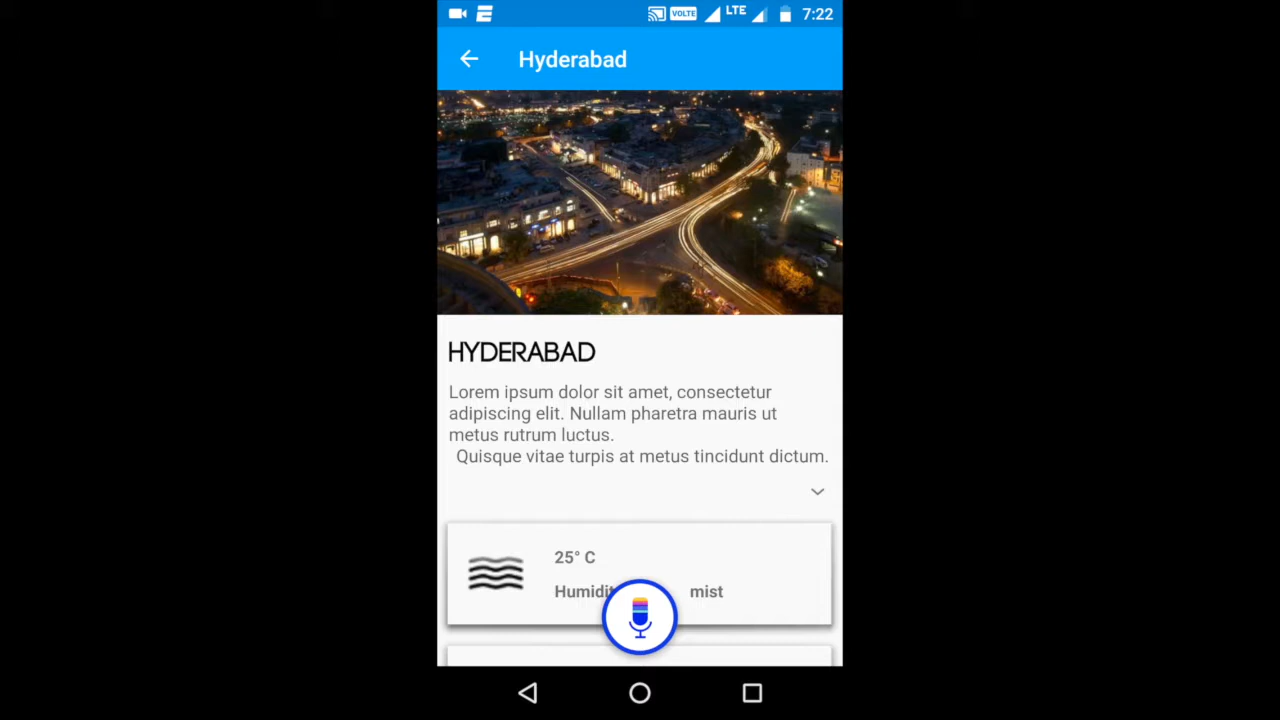 VOLTE LTE 7:22
Hyderabad
HYDERABAD
Lorem ipsum dolor sit amet, consectetur
adipiscing elit. Nullam pharetra mauris ut
metus rutrum luctus.
Quisque vitae turpis at metus tincidunt dictum.
25° C
mist